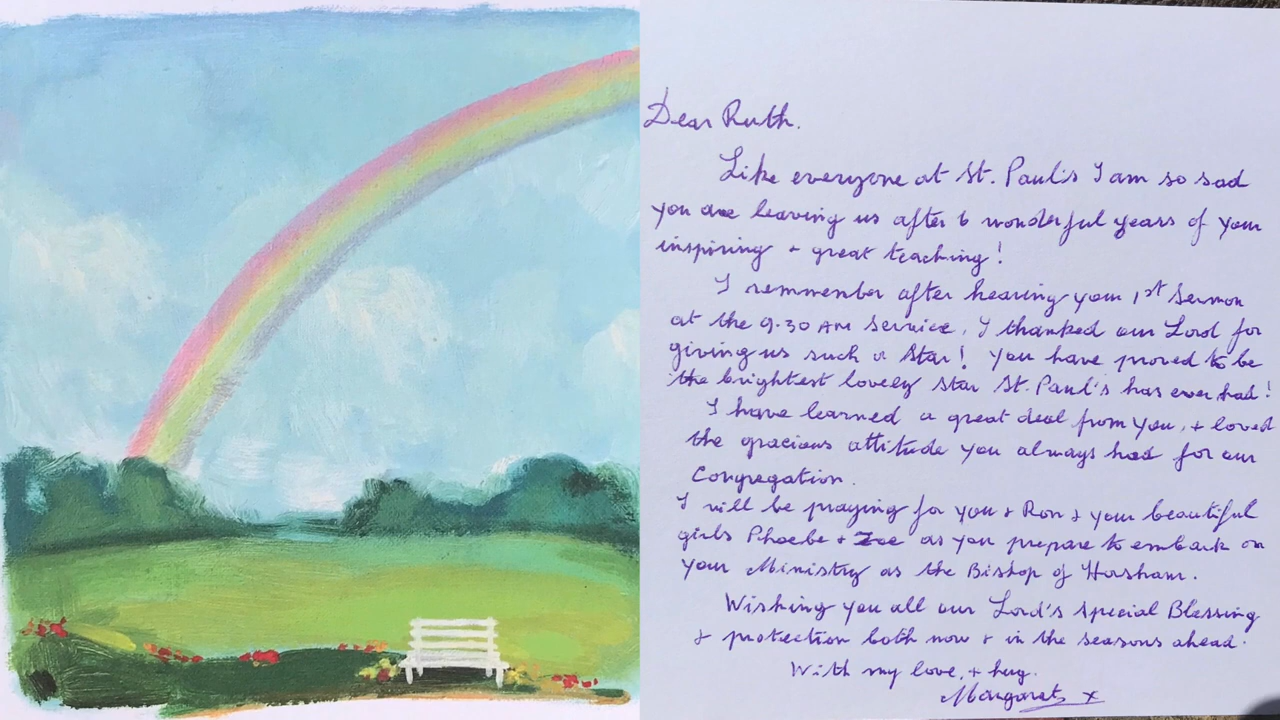 Dear Ruth.
Like everyone at St. Paul's I am so sad
you are leaving us after 6 wonderful years of your
inspiring + great teaching!
I remmember after hearing your 1st Sermon
at the 9.30 AM Service, I thanked our Lord for
giving us such a Star! You have proved to be
the brightest lovely Star St. Paul's has ever had!
I have learned a great deal from you, + loved
the gracious attitude you always had for our
Congregation.
I will be praying for you + Ron + your beautiful
girls Phoebe + Zoe as you prepare to embark on
your Ministry as the Bishop of Horsham.
Wishing you all our Lord's special Blessing
+ protection both now + in the seasons ahead.
With my love, + hug.
Margaret x